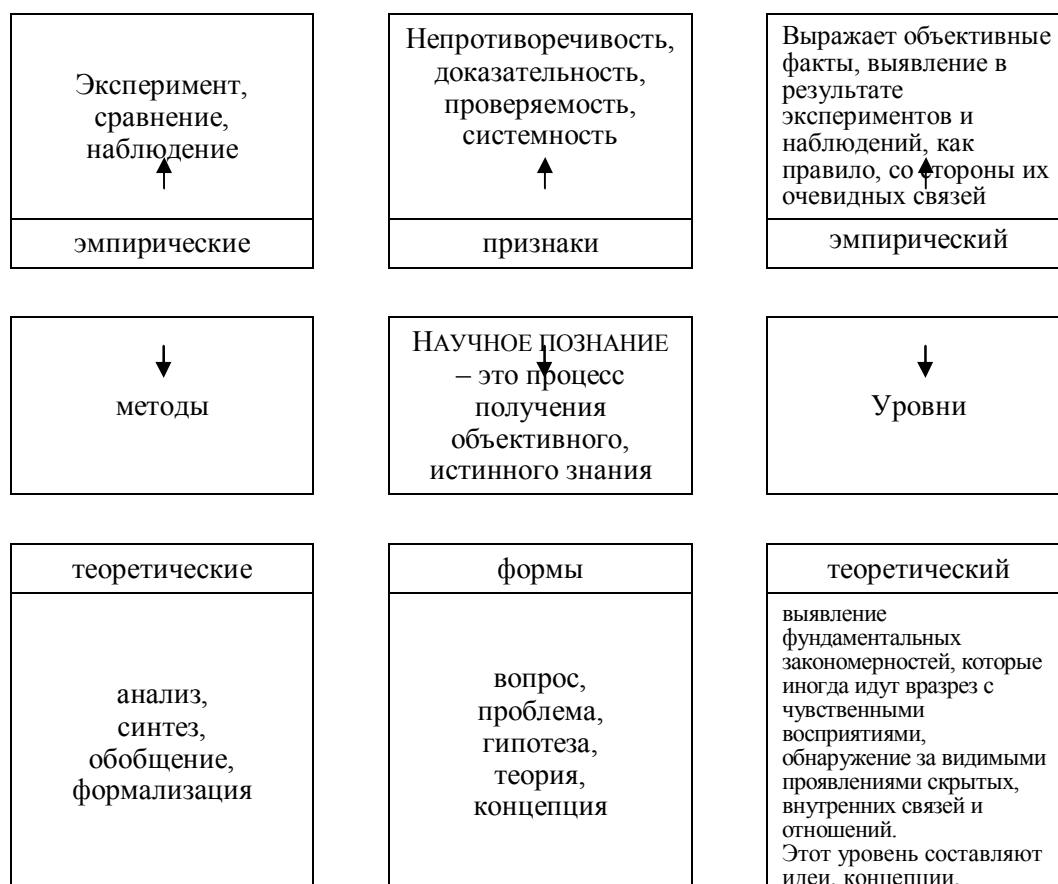 Эксперимент,
сравнение,
наблюдение
эмпирические
Непротиворечивость,
доказательность,
проверяемость,
системность
признаки
Выражает объективные
факты, выявление в
результате
экспериментов и
наблюдений, как
правило, со стороны их
очевидных связей
эмпирический
методы
НАУЧНОЕ ПОЗНАНИЕ
– это процесс
получения
объективного,
истинного знания
Уровни
теоретические
анализ,
синтез,
обобщение,
формализация
формы
вопрос,
проблема,
гипотеза,
теория,
концепция
теоретический
выявление
фундаментальных
закономерностей, которые
иногда идут вразрез с
чувственными
восприятиями,
обнаружение за видимыми
проявлениями скрытых,
внутренних связей и
отношений.
Этот уровень составляют
идеи, концепции,